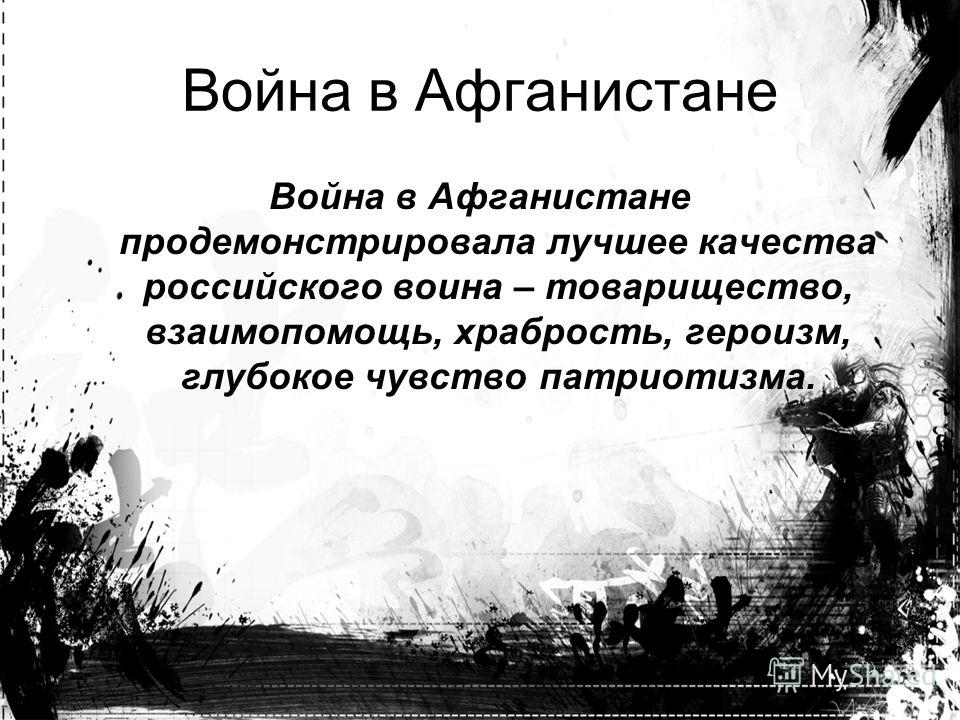 Война в Афганистане
Война в Афганистане
продемонстрировала лучшее качества
российского воина – товарищество,
взаимопомощь, храбрость, героизм,
глубокое чувство патриотизма.
MyShared